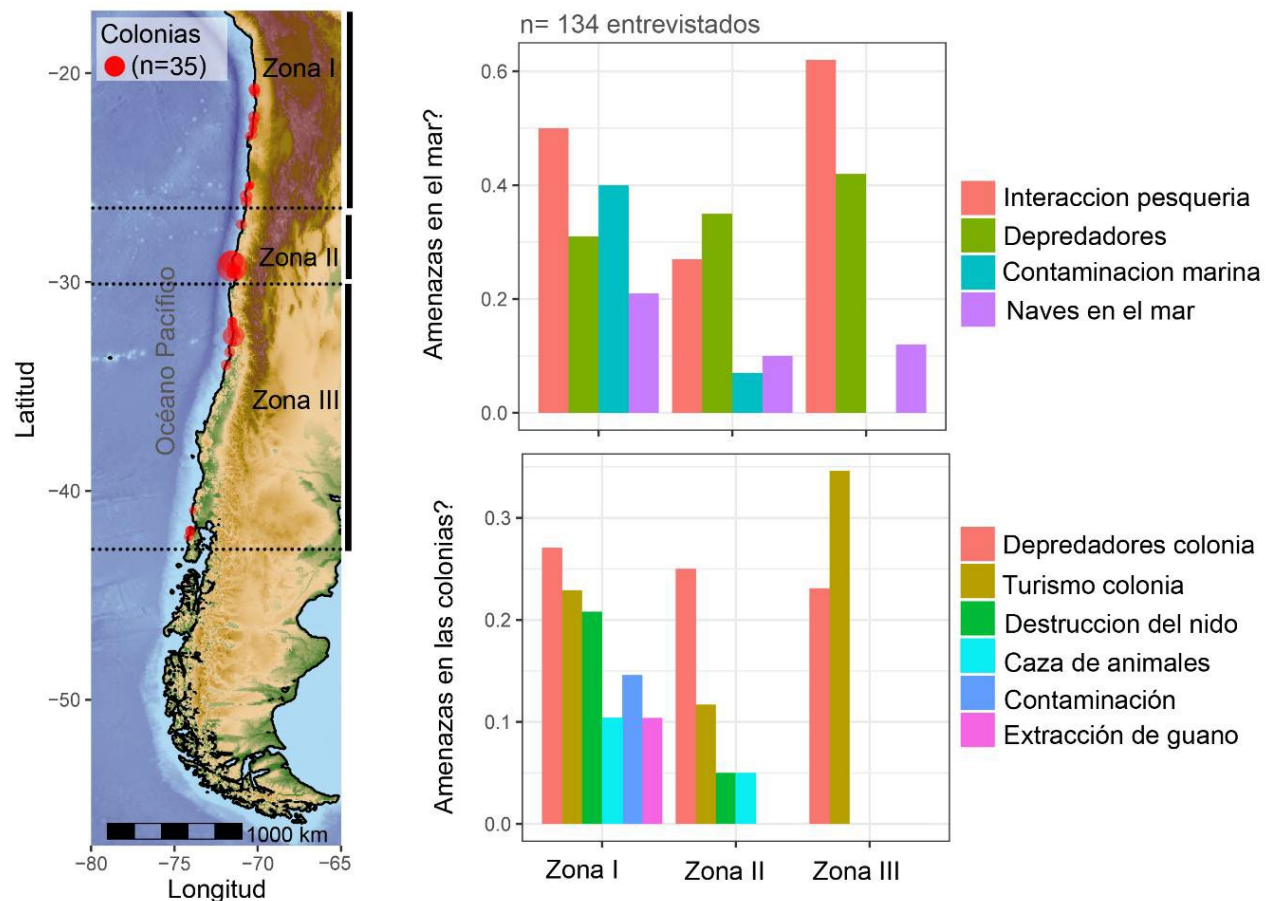 Colonias
(n=35)
Zona I
Zona II
Zona III
Océano Pacífico
Latitud
−20
−30
−40
−50
1000 km
−80
−75
−70
−65
Longitud
n= 134 entrevistados
Amenazas en el mar?
0.6
0.4
0.2
0.0
Interaccion pesqueria
Depredadores
Contaminacion marina
Naves en el mar
Amenazas en las colonias?
0.3
0.2
0.1
0.0
Zona I
Zona II
Zona III
Depredadores colonia
Turismo colonia
Destruccion del nido
Caza de animales
Contaminación
Extracción de guano